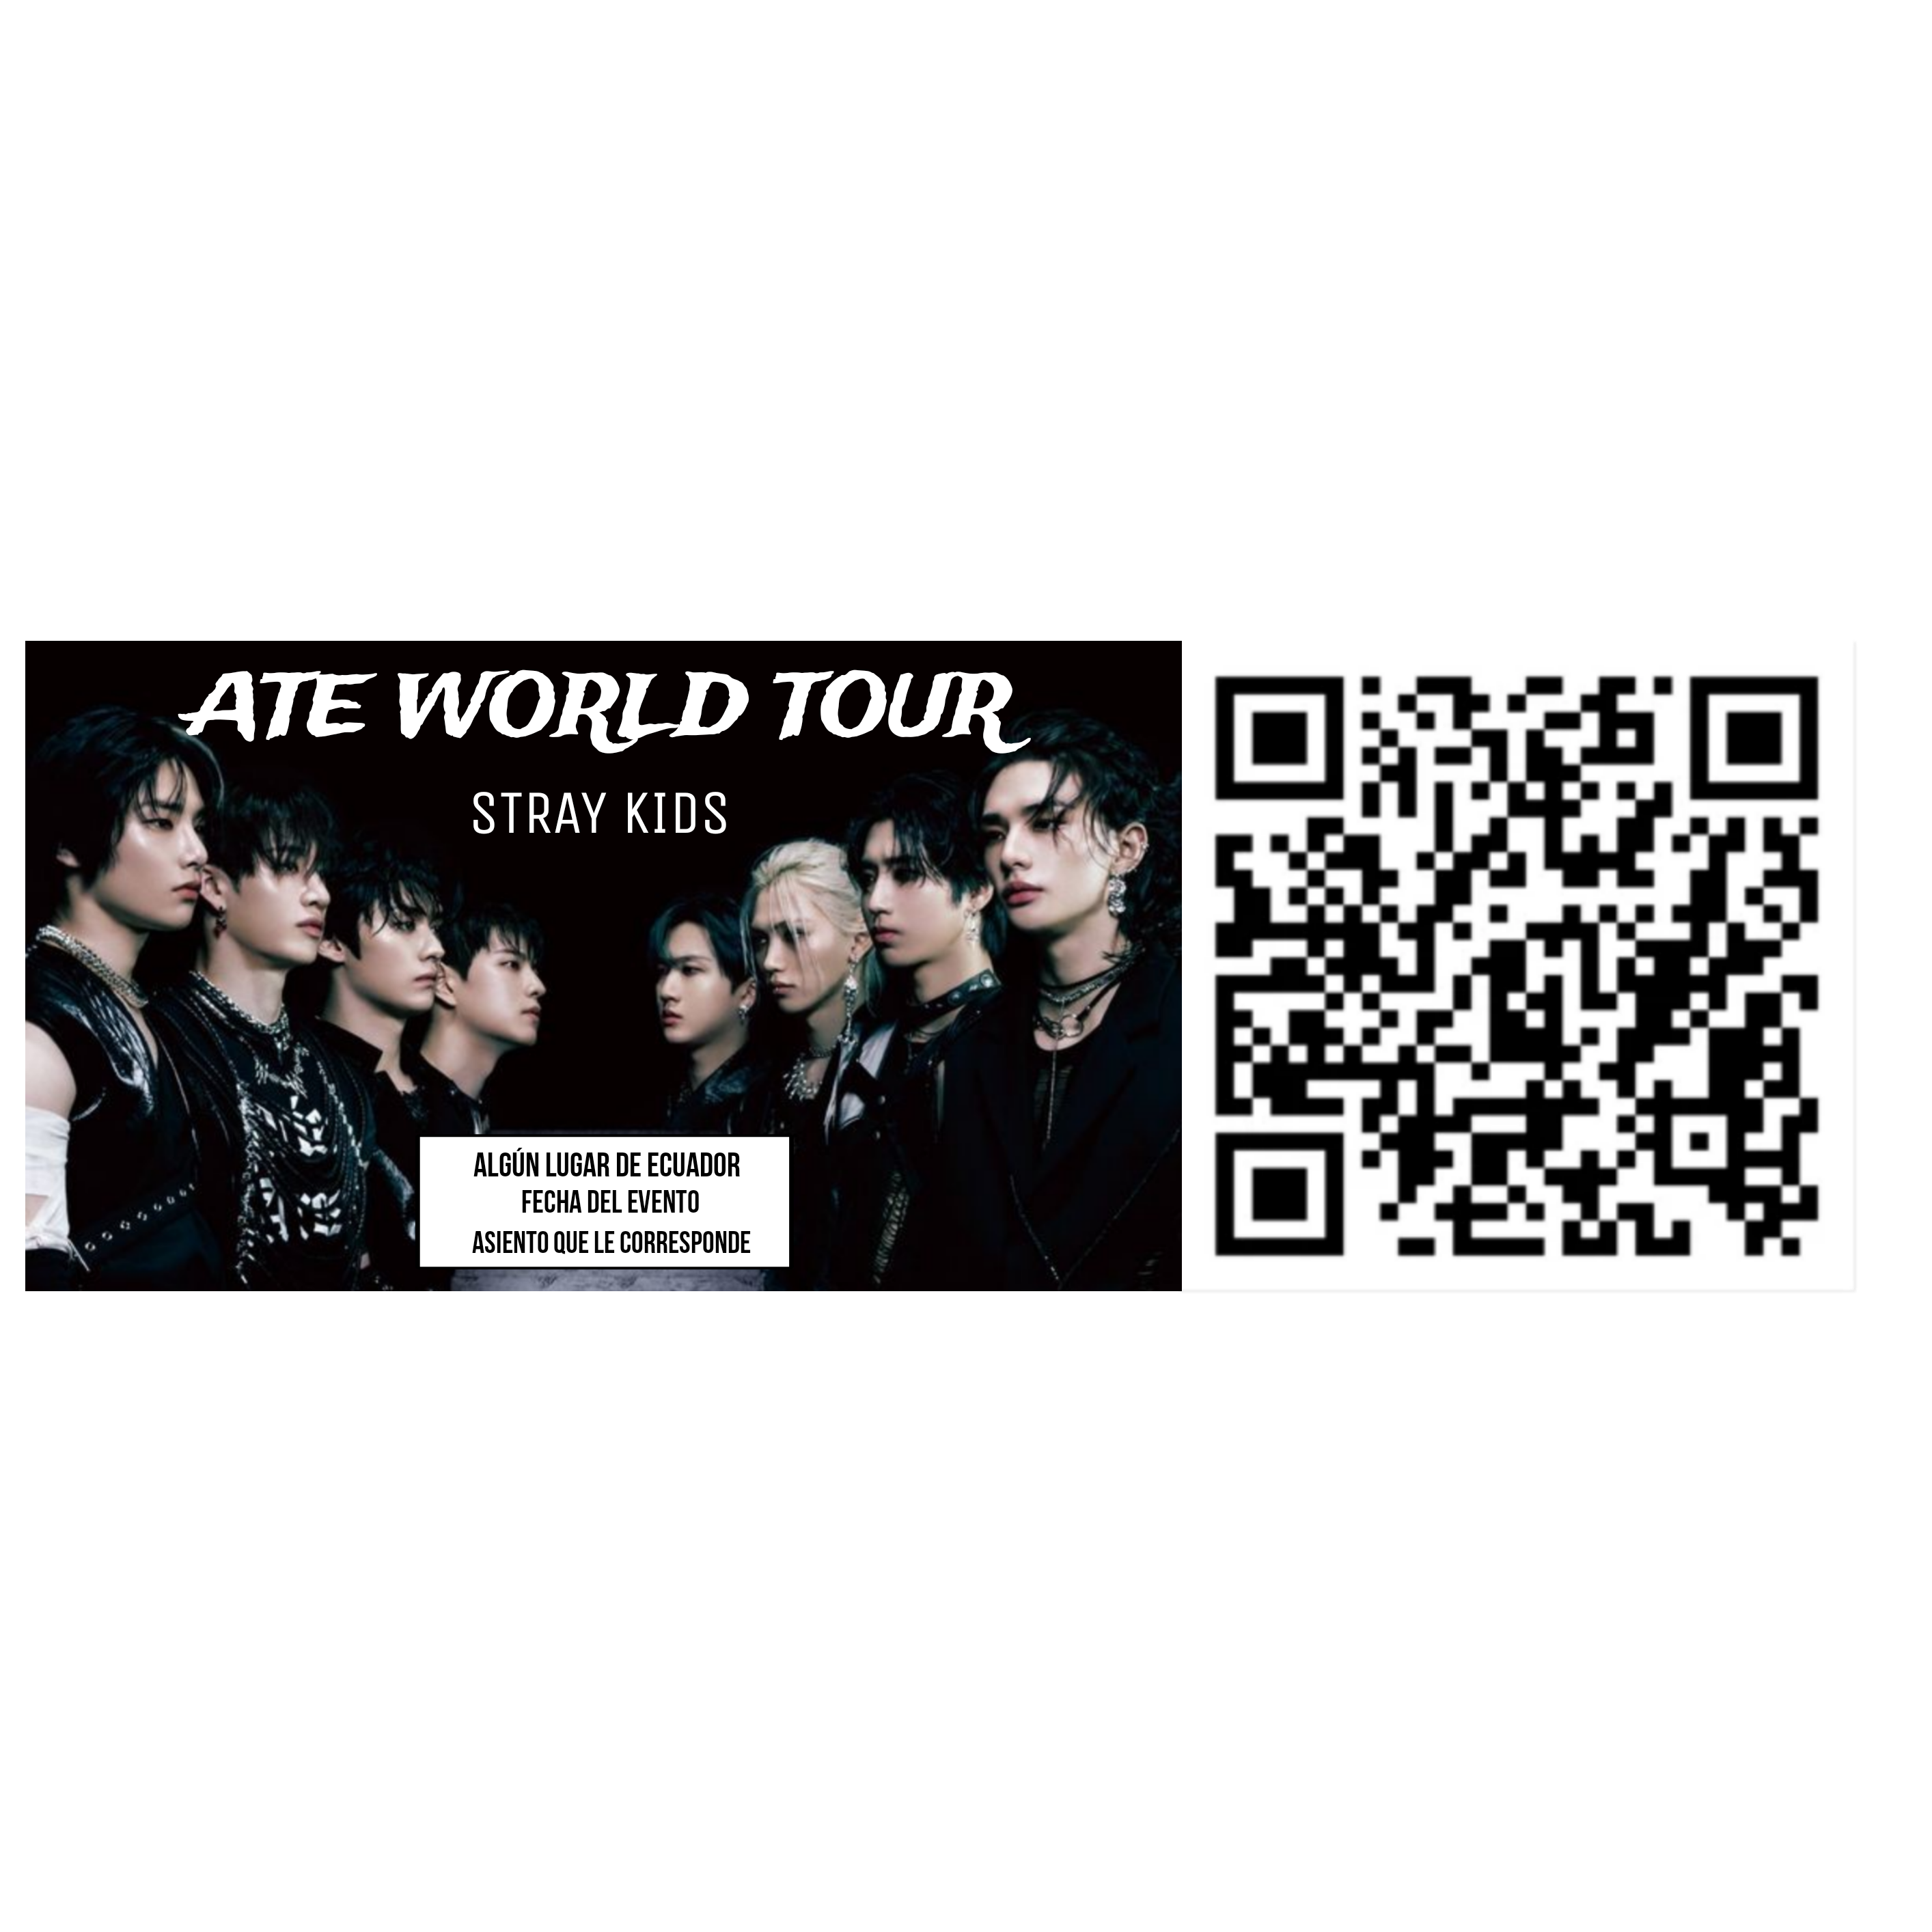 ATE WORLD TOUR
STRAY KIDS
ALGÚN LUGAR DE ECUADOR
FECHA DEL EVENTO
ASIENTO QUE LE CORRESPONDE